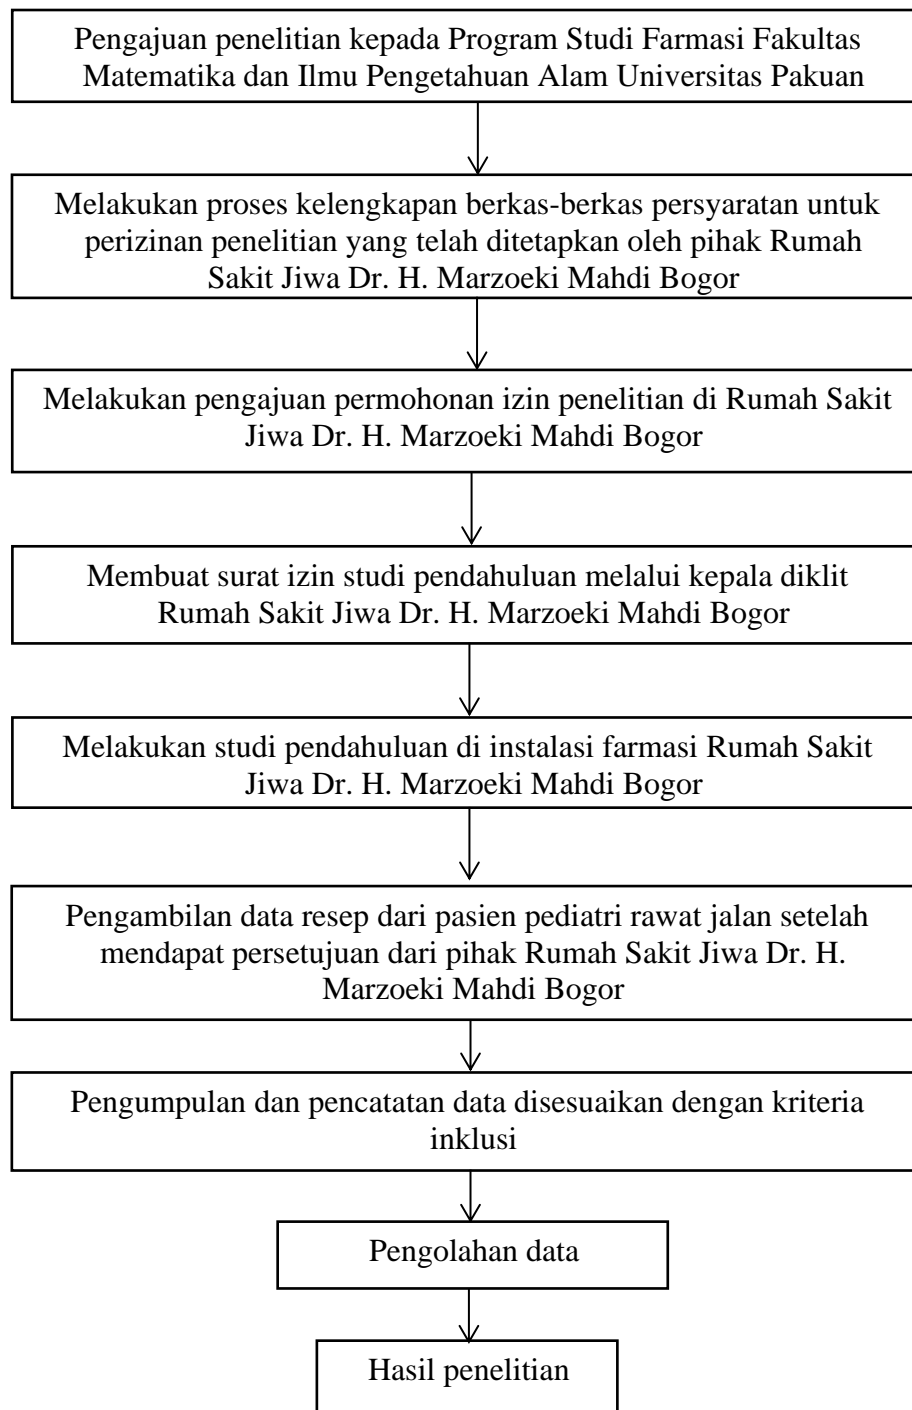 Pengajuan penelitian kepada Program Studi Farmasi Fakultas
Matematika dan Ilmu Pengetahuan Alam Universitas Pakuan
Melakukan proses kelengkapan berkas-berkas persyaratan untuk
perizinan penelitian yang telah ditetapkan oleh pihak Rumah
Sakit Jiwa Dr. H. Marzoeki Mahdi Bogor
Melakukan pengajuan permohonan izin penelitian di Rumah Sakit
Jiwa Dr. H. Marzoeki Mahdi Bogor
Membuat surat izin studi pendahuluan melalui kepala diklit
Rumah Sakit Jiwa Dr. H. Marzoeki Mahdi Bogor
Melakukan studi pendahuluan di instalasi farmasi Rumah Sakit
Jiwa Dr. H. Marzoeki Mahdi Bogor
Pengambilan data resep dari pasien pediatri rawat jalan setelah
mendapat persetujuan dari pihak Rumah Sakit Jiwa Dr. H.
Marzoeki Mahdi Bogor
Pengumpulan dan pencatatan data disesuaikan dengan kriteria
inklusi
Pengolahan data
Hasil penelitian